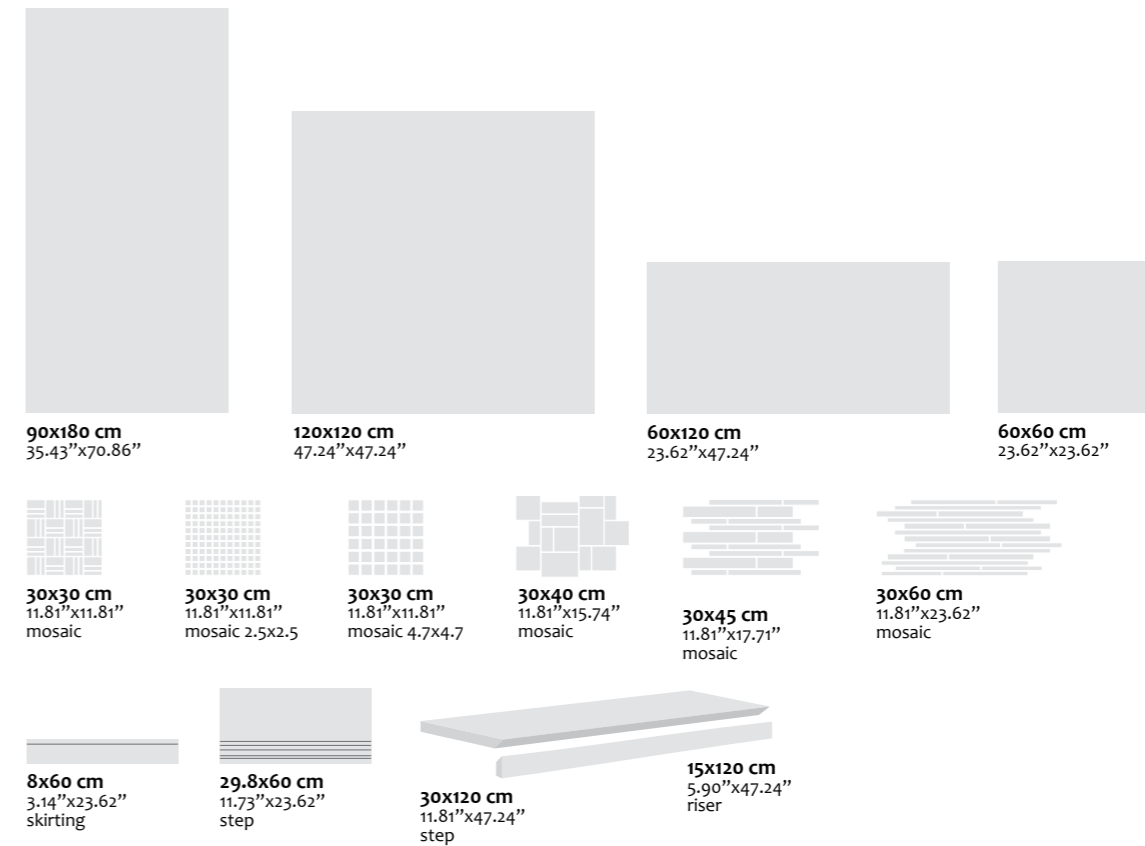 90x180 cm
35.43”x70.86”
120x120 cm
47.24”x47.24”
60x120 cm
23.62”x47.24”
60x60 cm
23.62”x23.62”
30x30 cm
11.81”x11.81”
mosaic
30x30 cm
11.81”x11.81”
mosaic 2.5x2.5
30x30 cm
11.81”x11.81”
mosaic 4.7x4.7
30x40 cm
11.81”x15.74”
mosaic
30x45 cm
11.81”x17.71”
mosaic
30x60 cm
11.81”x23.62”
mosaic
8x60 cm
3.14”x23.62”
skirting
29.8x60 cm
11.73”x23.62”
step
30x120 cm
11.81”x47.24”
step
15x120 cm
5.90”x47.24”
riser